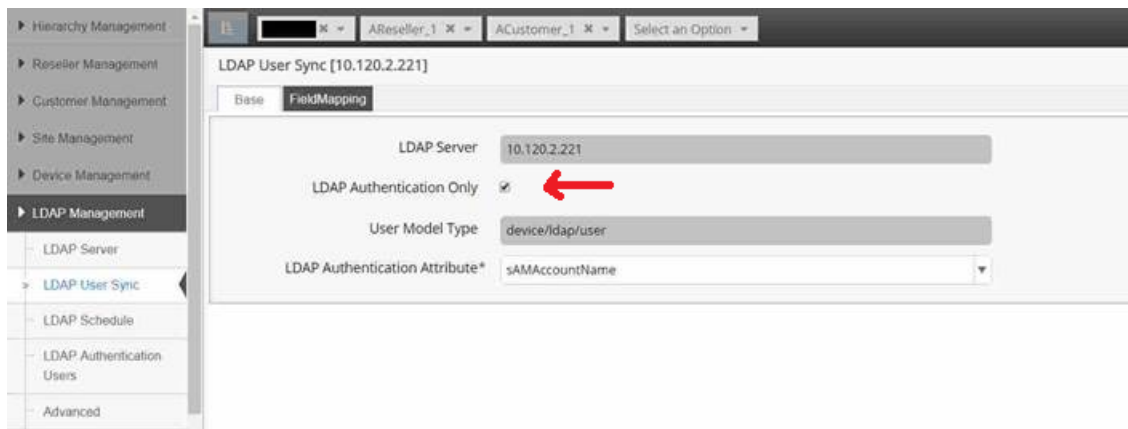 Hierarchy Management
Reseller Management
Customer Management
Site Management
Device Management
LDAP Management
LDAP Server
LDAP User Sync
LDAP Schedule
LDAP Authentication
Users
Advanced
AReseller_1 ACustomer_1 Select an Option
LDAP User Sync [10.120.2.221]
Base FieldMapping
LDAP Server 10.120.2.221
LDAP Authentication Only
User Model Type device/ldap/user
LDAP Authentication Attribute* sAMAccountName